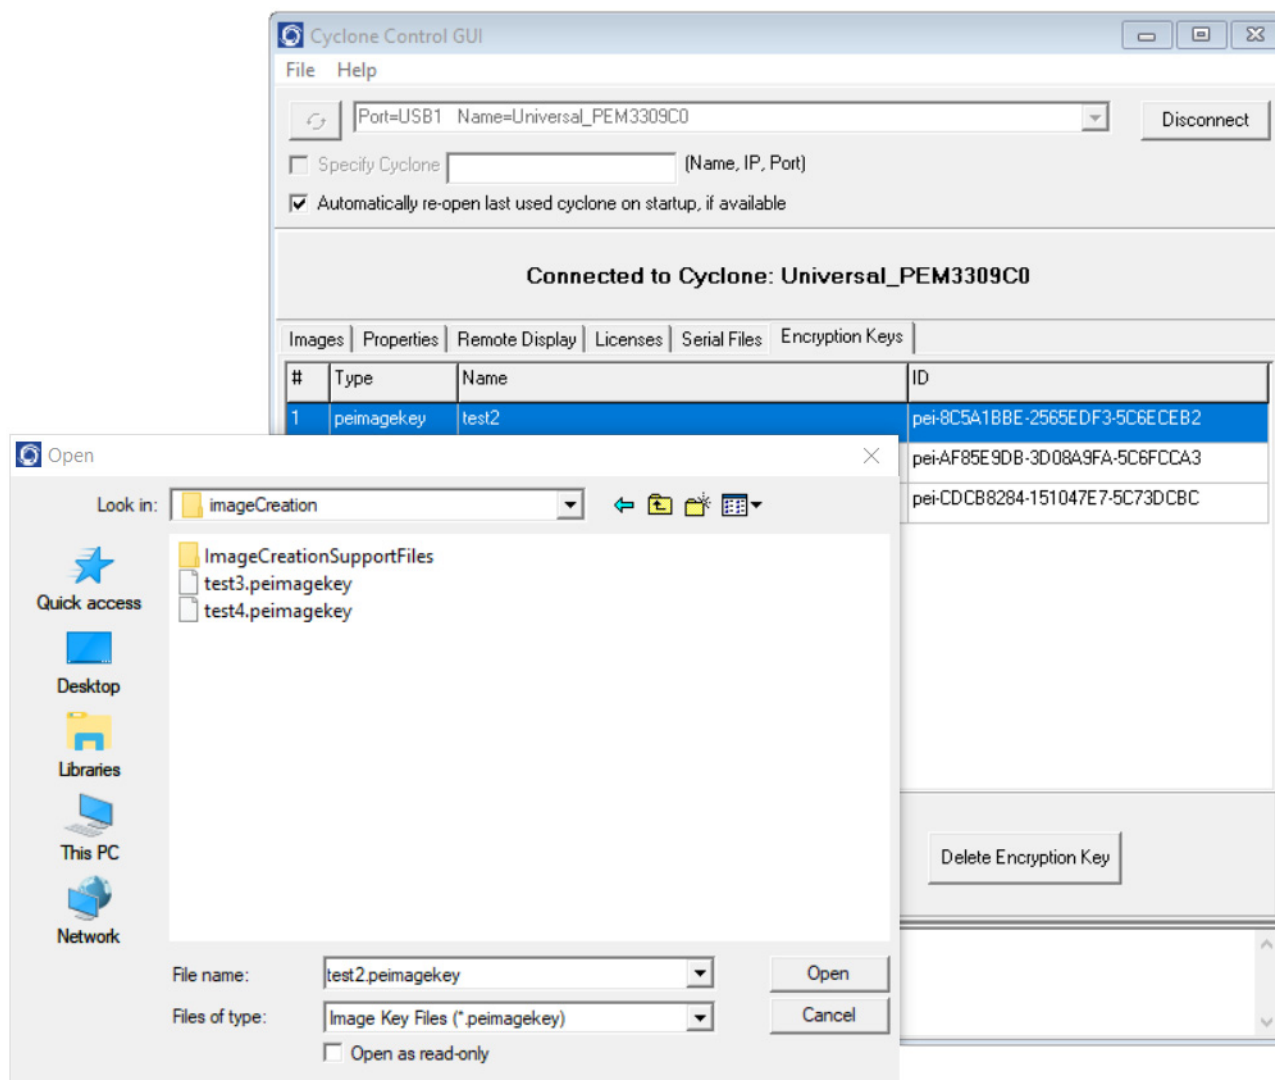 Cyclone Control GUI
File Help
Port=USB1 Name=Universal_PEM3309C0
Disconnect
Specify Cyclone (Name, IP, Port)
Automatically re-open last used cyclone on startup, if available
Connected to Cyclone: Universal_PEM3309C0
Images Properties Remote Display Licenses Serial Files Encryption Keys
# Type Name ID
1 peimagekey test2 pei-8C5A1BBE-2565EDF3-5C6ECEB2
pei-AF85E9DB-3D08A9FA-5C6FCCA3
pei-CDCB8284-151047E7-5C73DCBC
Delete Encryption Key
Open
Look in: imageCreation
Quick access
Desktop
Libraries
This PC
Network
ImageCreationSupportFiles
test3.peimagekey
test4.peimagekey
File name: test2.peimagekey Open
Files of type: Image Key Files (*.peimagekey) Cancel
Open as read-only